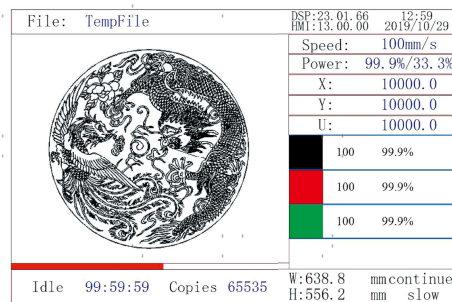 File: TempFile
DSP:23.01.66 12:59
HMI:13.00.00 2019/10/29
Speed: 100mm/s
Power: 99.9%/33.3%
X: 10000.0
Y: 10000.0
U: 10000.0
100 99.9%
100 99.9%
100 99.9%
Idle 99:59:59 Copies 65535
W:638.8 mm continue
H:556.2 mm slow